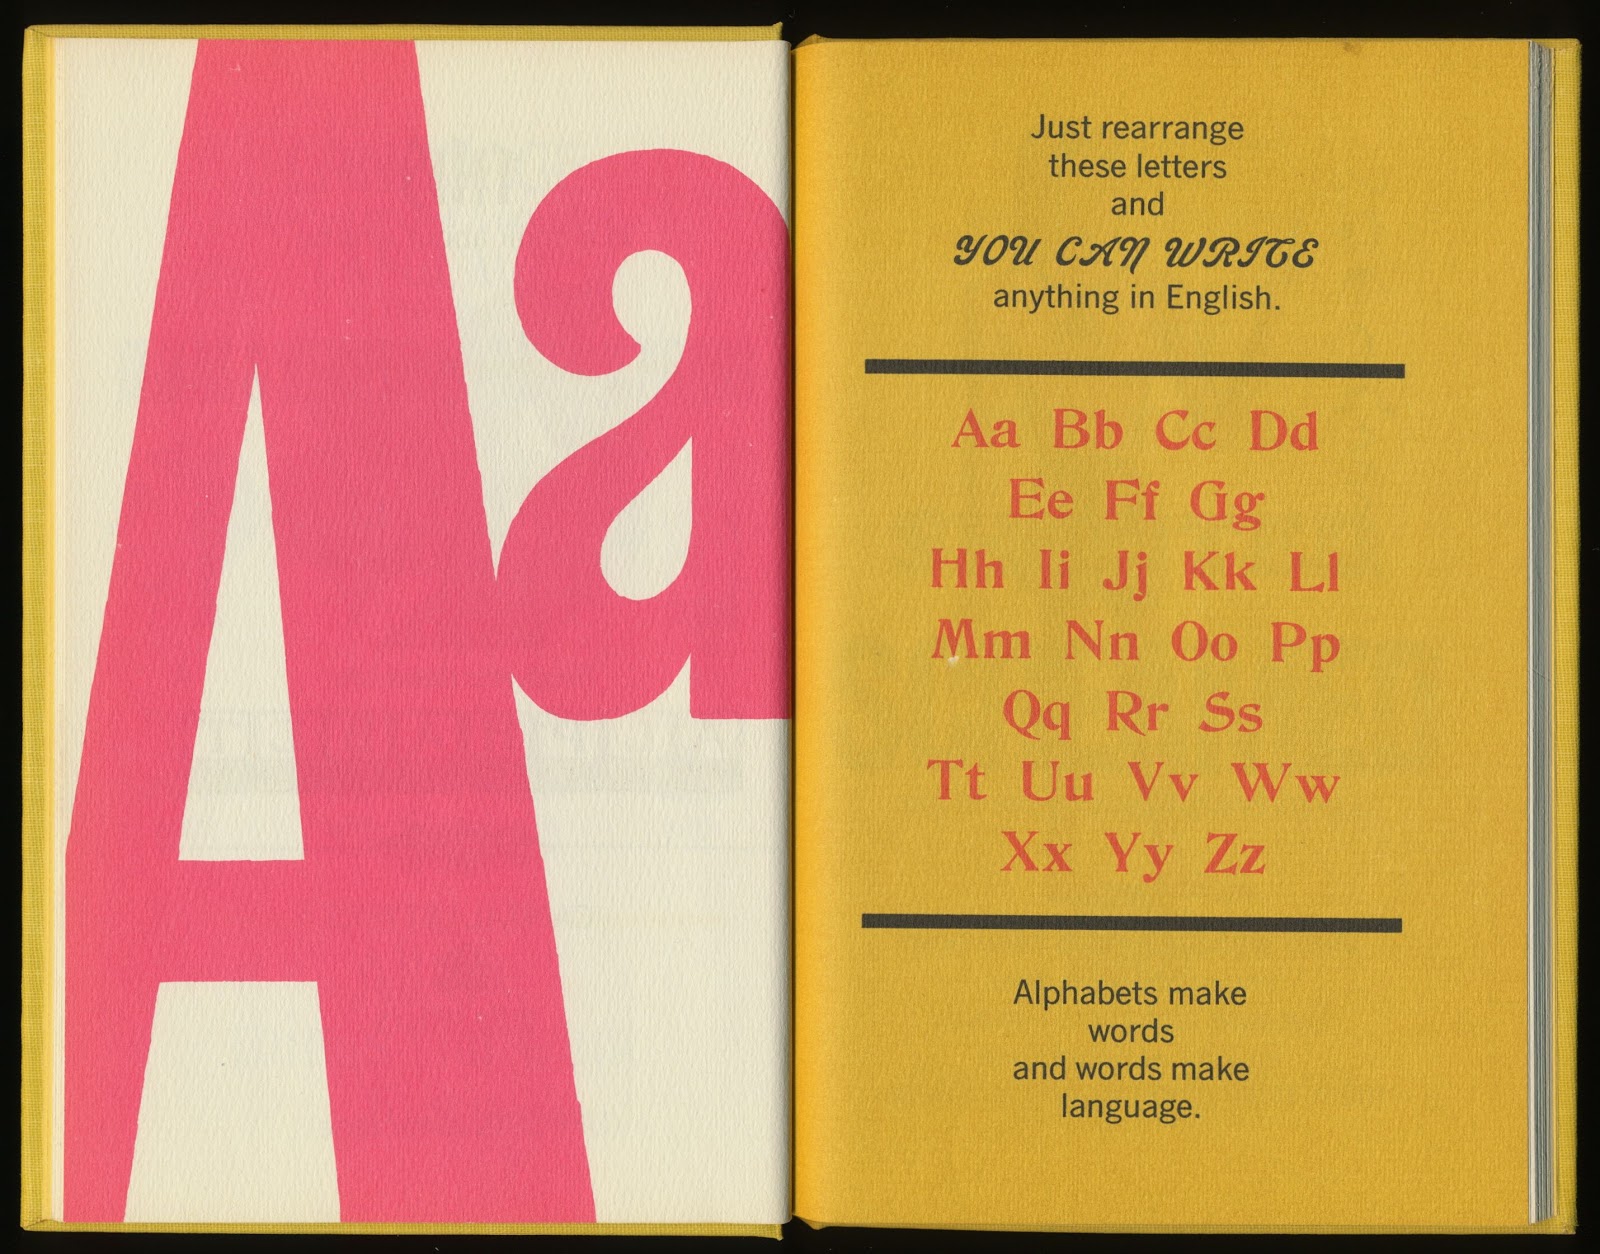 Aa
Just rearrange
these letters
and
YOU CAN WRITE
anything in English.
Aa Bb Cc Dd
Ee Ff Gg
Hh Ii Jj Kk Ll
Mm Nn Oo Pp
Qq Rr Ss
Tt Uu Vv Ww
Xx Yy Zz
Alphabets make
words
and words make
language.